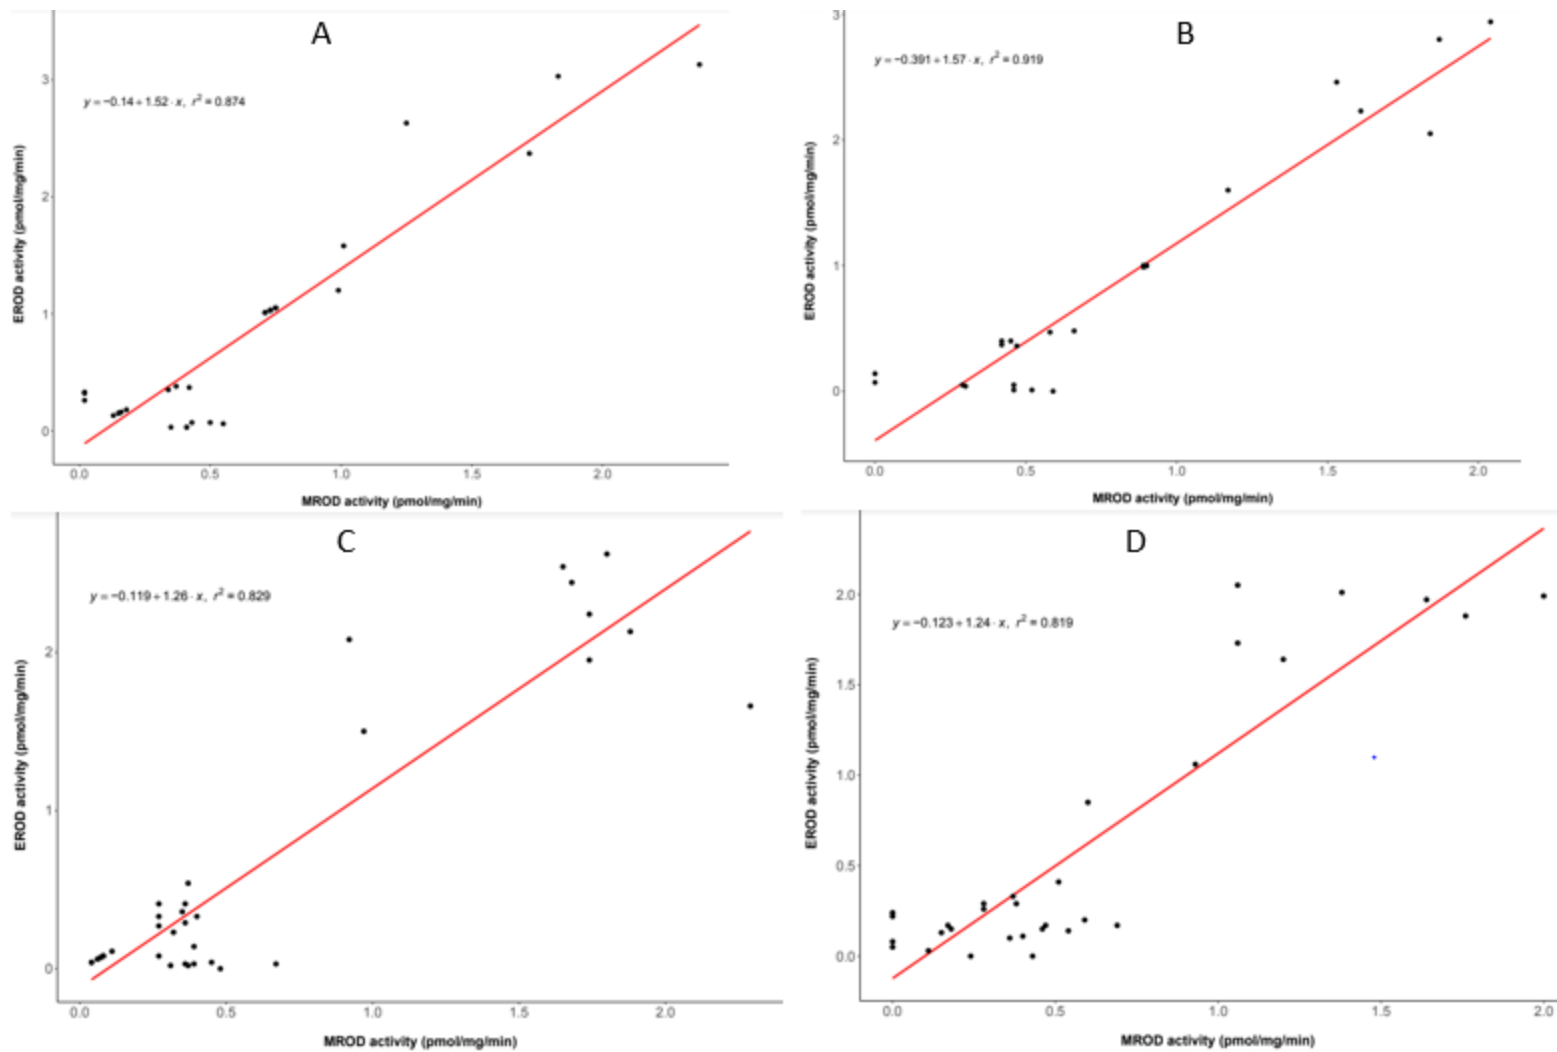 A
y = −0.14 + 1.52 · x, r² = 0.874
EROD activity (pmol/mg/min)
3
2
1
0
0.0 0.5 1.0 1.5 2.0
MROD activity (pmol/mg/min)
B
y = −0.391 + 1.57 · x, r² = 0.919
EROD activity (pmol/mg/min)
3
2
1
0
0.0 0.5 1.0 1.5 2.0
MROD activity (pmol/mg/min)
C
y = −0.119 + 1.26 · x, r² = 0.829
EROD activity (pmol/mg/min)
2
1
0
0.0 0.5 1.0 1.5 2.0
MROD activity (pmol/mg/min)
D
y = −0.123 + 1.24 · x, r² = 0.819
EROD activity (pmol/mg/min)
2.0
1.5
1.0
0.5
0.0
0.0 0.5 1.0 1.5 2.0
MROD activity (pmol/mg/min)